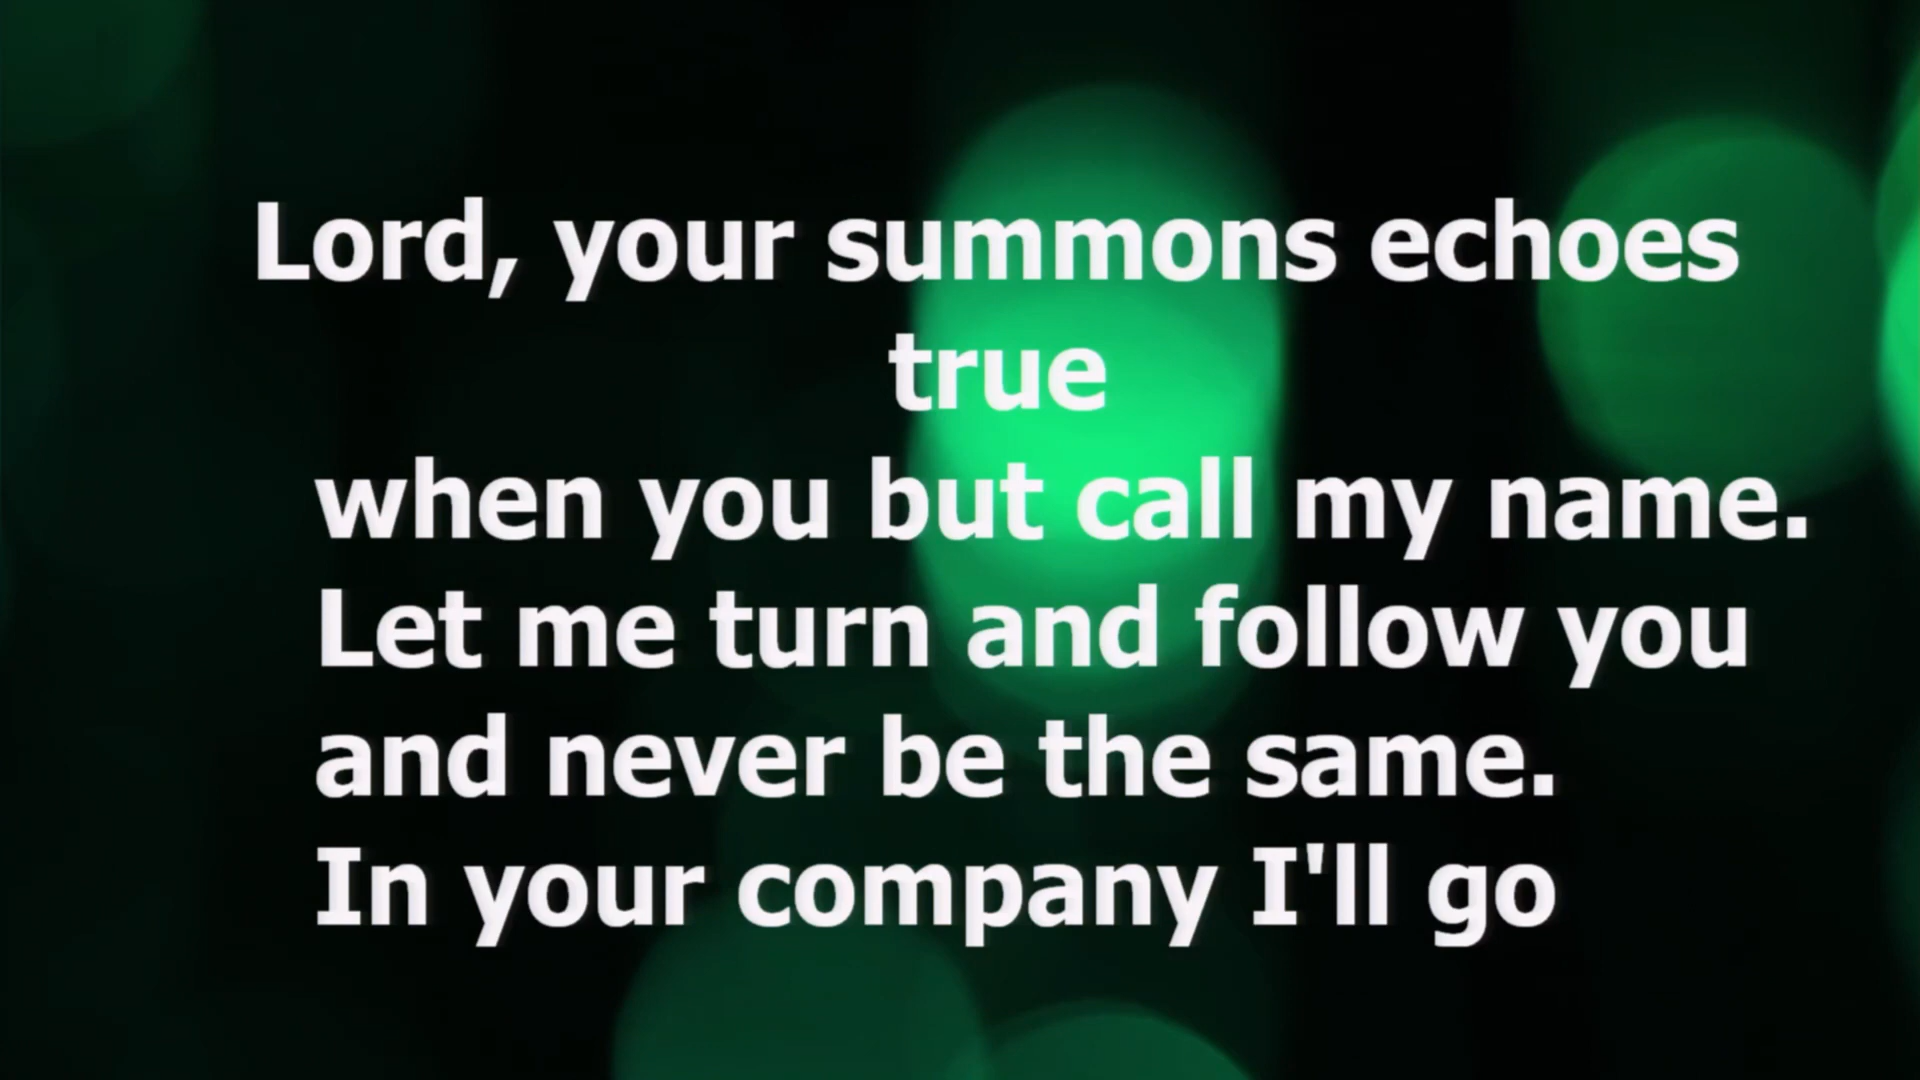 Lord, your summons echoes
true
when you but call my name.
Let me turn and follow you
and never be the same.
In your company I'll go